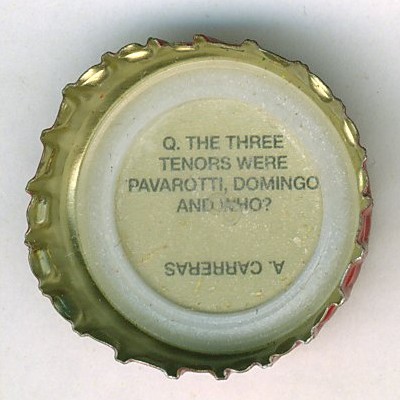 Q. THE THREE
TENORS WERE
PAVAROTTI, DOMINGO
AND WHO?
A. CARRERAS